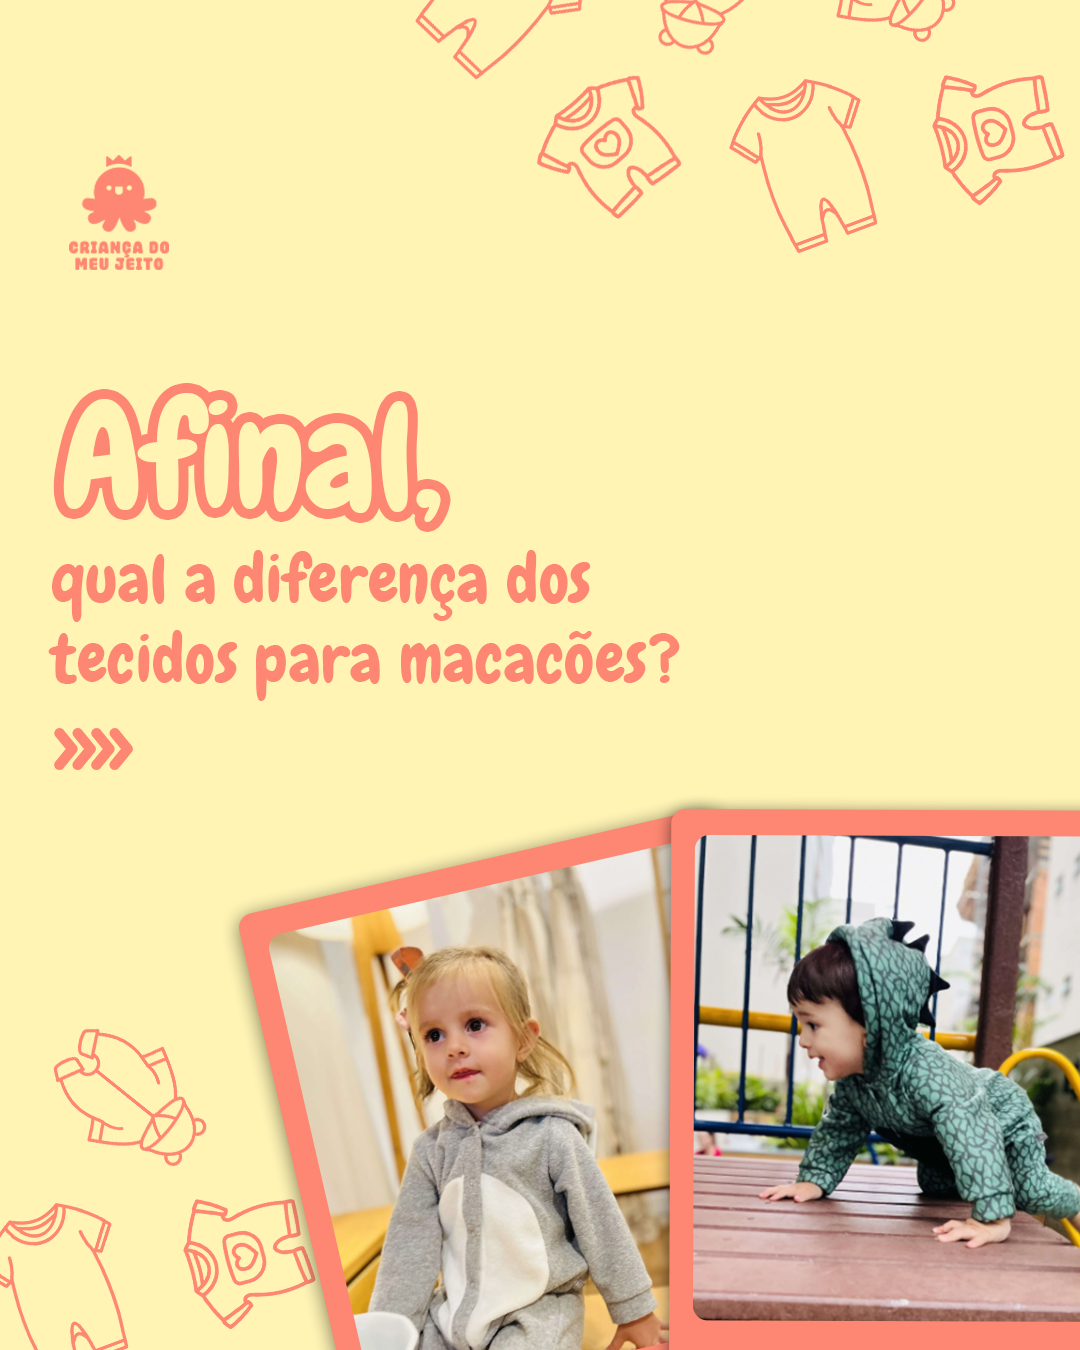 CRIANÇA DO
MEU JEITO
Afinal,
qual a diferença dos
tecidos para macacões?